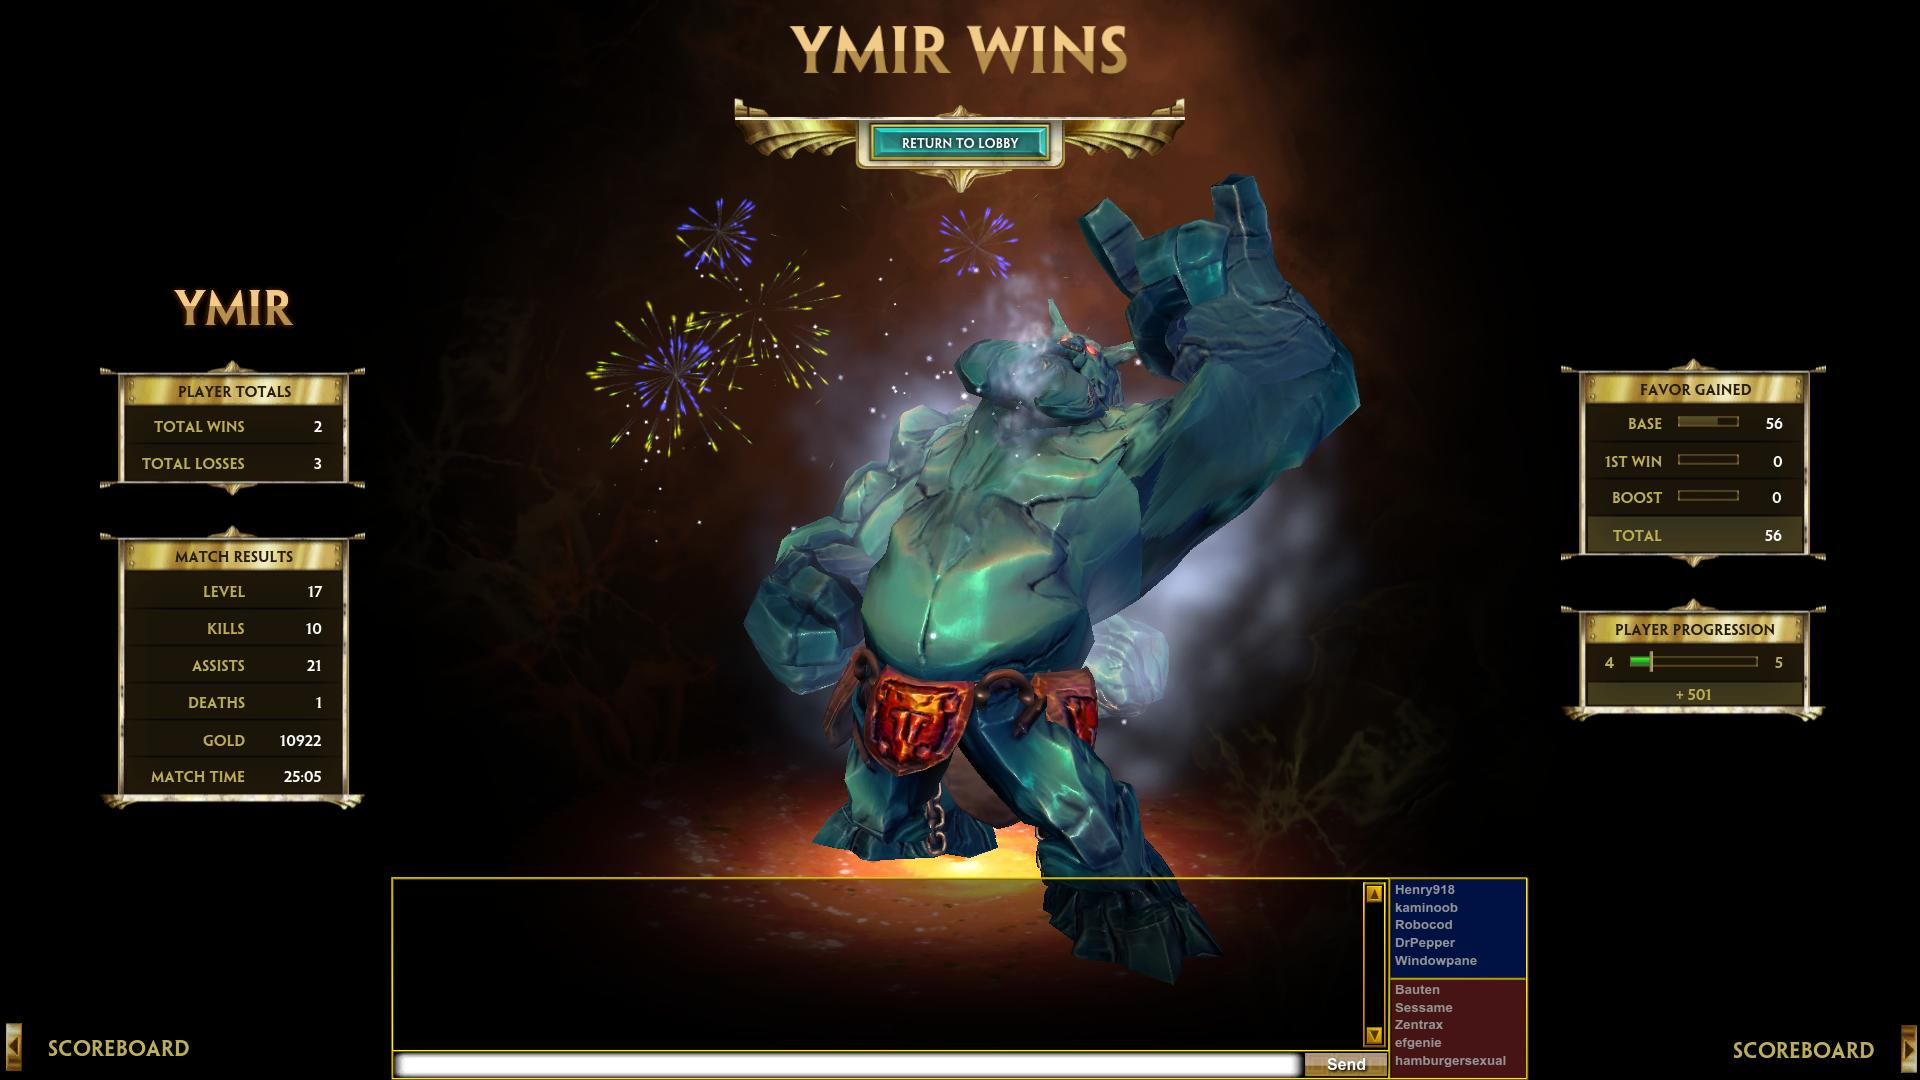 YMIR WINS
RETURN TO LOBBY
YMIR
PLAYER TOTALS
TOTAL WINS 2
TOTAL LOSSES 3
MATCH RESULTS
LEVEL 17
KILLS 10
ASSISTS 21
DEATHS 1
GOLD 10922
MATCH TIME 25:05
FAVOR GAINED
BASE 56
1ST WIN 0
BOOST 0
TOTAL 56
PLAYER PROGRESSION
4 5
+ 501
Henry918
kaminoob
Robocod
DrPepper
Windowpane
Bauten
Sessame
Zentrax
efgenie
hamburgersexual
Send
SCOREBOARD
SCOREBOARD